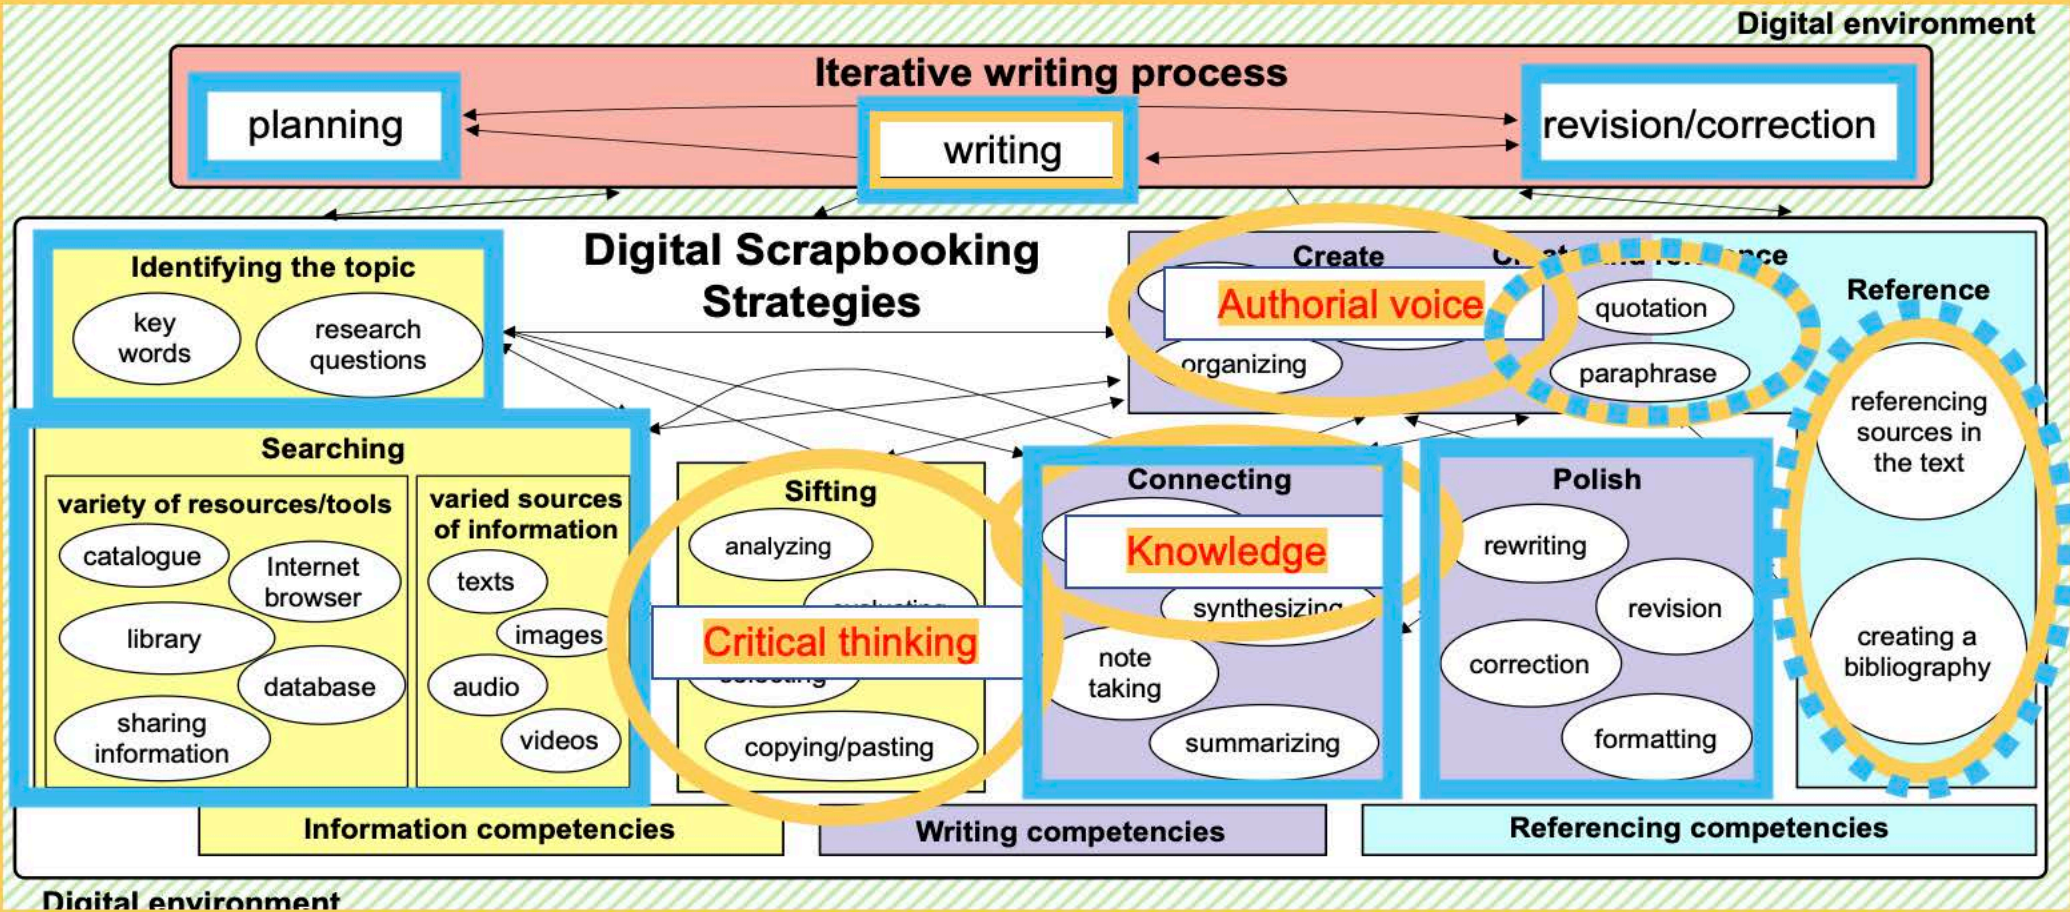 Digital environment
Iterative writing process
planning
writing
revision/correction
Digital Scrapbooking
Strategies
Identifying the topic
key
words
research
questions
Create
Reference
Authorial voice
quotation
organizing
paraphrase
referencing
sources in
the text
creating a
bibliography
Searching
variety of resources/tools
catalogue
Internet
browser
library
database
sharing
information
varied sources
of information
texts
images
audio
videos
Sifting
analyzing
Critical thinking
copying/pasting
Connecting
Knowledge
synthesizing
note
taking
summarizing
Polish
rewriting
revision
correction
formatting
Information competencies
Writing competencies
Referencing competencies
Digital environment